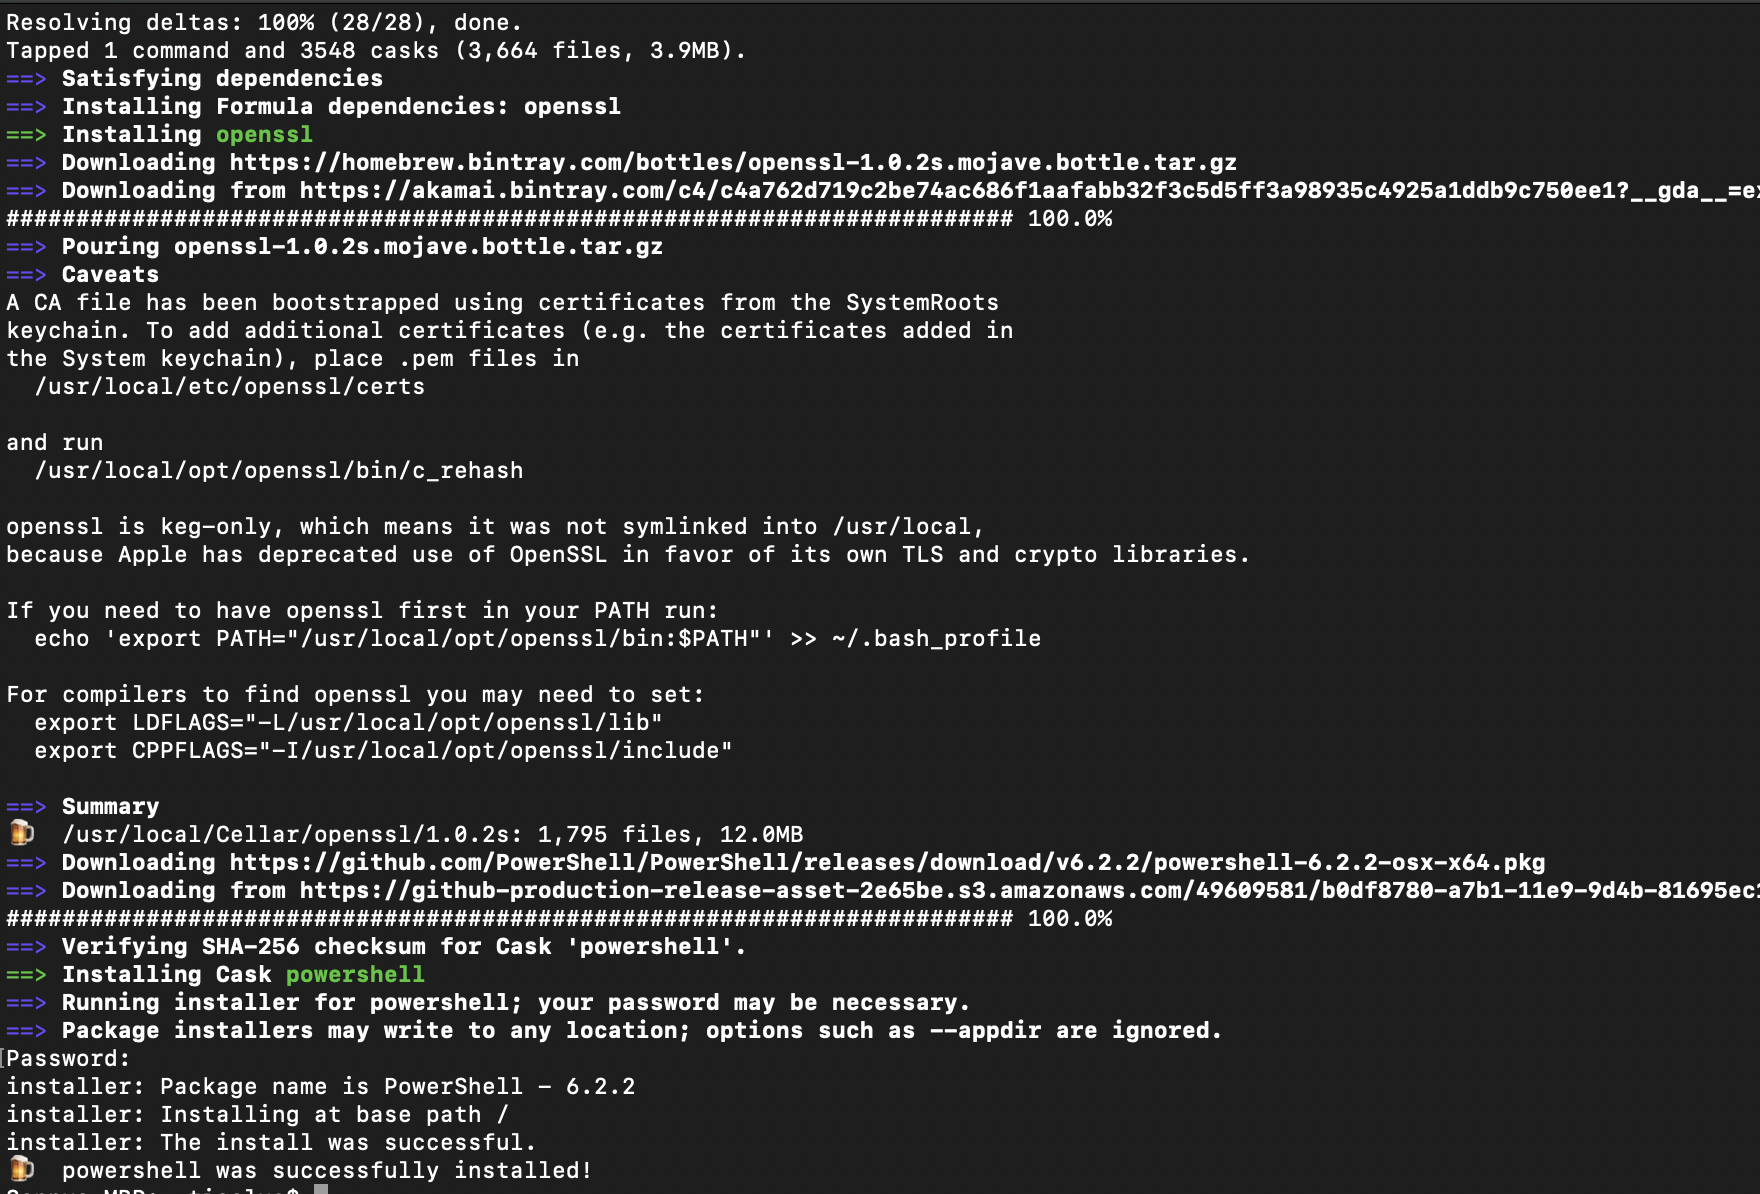 Resolving deltas: 100% (28/28), done.
Tapped 1 command and 3548 casks (3,664 files, 3.9MB).
==> Satisfying dependencies
==> Installing Formula dependencies: openssl
==> Installing openssl
==> Downloading https://homebrew.bintray.com/bottles/openssl-1.0.2s.mojave.bottle.tar.gz
==> Downloading from https://akamai.bintray.com/c4/c4a762d719c2be74ac686f1aafabb32f3c5d5ff3a98935c4925a1ddb9c750ee1?__gda__=ex
######################################################################## 100.0%
==> Pouring openssl-1.0.2s.mojave.bottle.tar.gz
==> Caveats
A CA file has been bootstrapped using certificates from the SystemRoots
keychain. To add additional certificates (e.g. the certificates added in
the System keychain), place .pem files in
  /usr/local/etc/openssl/certs

and run
  /usr/local/opt/openssl/bin/c_rehash

openssl is keg-only, which means it was not symlinked into /usr/local,
because Apple has deprecated use of OpenSSL in favor of its own TLS and crypto libraries.

If you need to have openssl first in your PATH run:
  echo 'export PATH="/usr/local/opt/openssl/bin:$PATH"' >> ~/.bash_profile

For compilers to find openssl you may need to set:
  export LDFLAGS="-L/usr/local/opt/openssl/lib"
  export CPPFLAGS="-I/usr/local/opt/openssl/include"

==> Summary
🍺  /usr/local/Cellar/openssl/1.0.2s: 1,795 files, 12.0MB
==> Downloading https://github.com/PowerShell/PowerShell/releases/download/v6.2.2/powershell-6.2.2-osx-x64.pkg
==> Downloading from https://github-production-release-asset-2e65be.s3.amazonaws.com/49609581/b0df8780-a7b1-11e9-9d4b-81695ec1
######################################################################## 100.0%
==> Verifying SHA-256 checksum for Cask 'powershell'.
==> Installing Cask powershell
==> Running installer for powershell; your password may be necessary.
==> Package installers may write to any location; options such as --appdir are ignored.
Password:
installer: Package name is PowerShell - 6.2.2
installer: Installing at base path /
installer: The install was successful.
🍺  powershell was successfully installed!